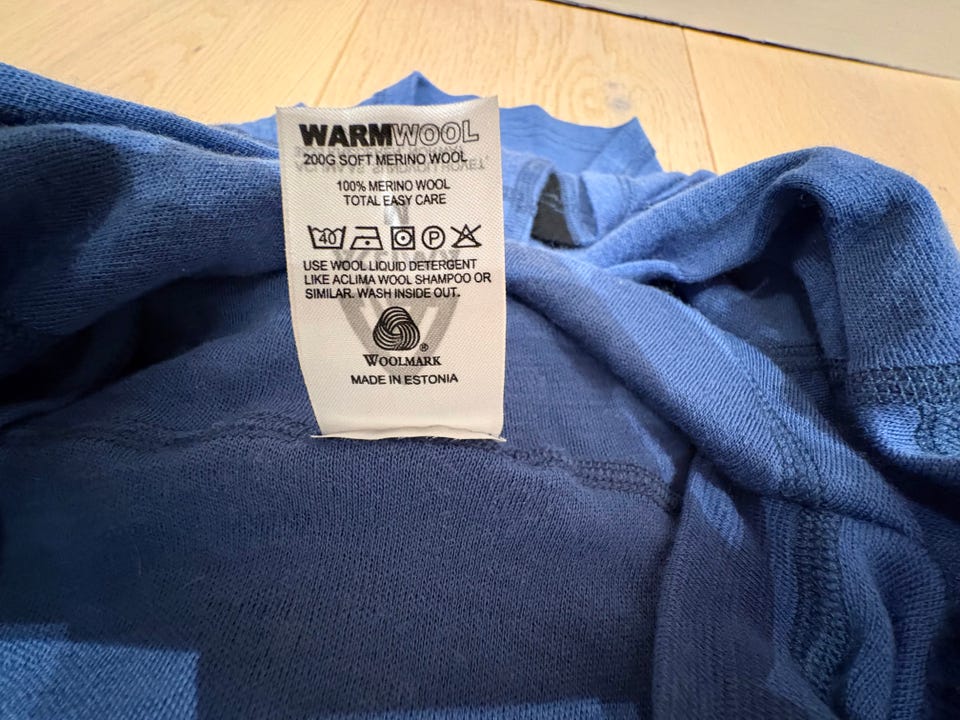 WARMWOOL
200G SOFT MERINO WOOL
100% MERINO WOOL
TOTAL EASY CARE
40 P
USE WOOL LIQUID DETERGENT
LIKE ACLIMA WOOL SHAMPOO OR
SIMILAR. WASH INSIDE OUT.
®
WOOLMARK
MADE IN ESTONIA